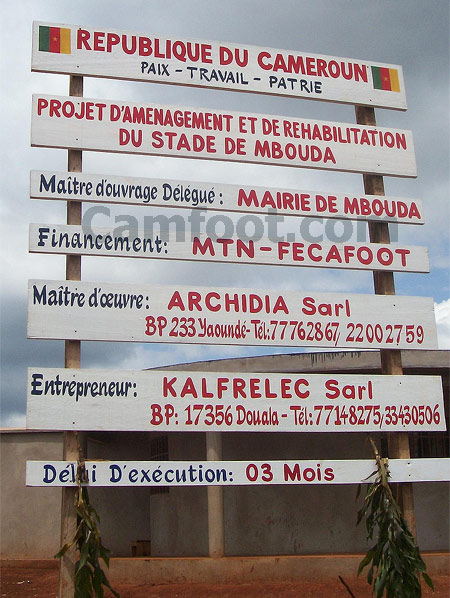 REPUBLIQUE DU CAMEROUN
PAIX - TRAVAIL - PATRIE
PROJET D'AMENAGEMENT ET DE REHABILITATION
DU STADE DE MBOUDA
Maître d'ouvrage Délégué : MAIRIE DE MBOUDA
Camfoot.com
Financement: MTN-FECAFOOT
Maître d'œuvre: ARCHIDIA Sarl
BP 233 Yaoundé-Tél: 77762867/ 22002759
Entrepreneur: KALFRELEC Sarl
BP: 17356 Douala-Tél: 77148275/33430506
Délai D'exécution: 03 Mois